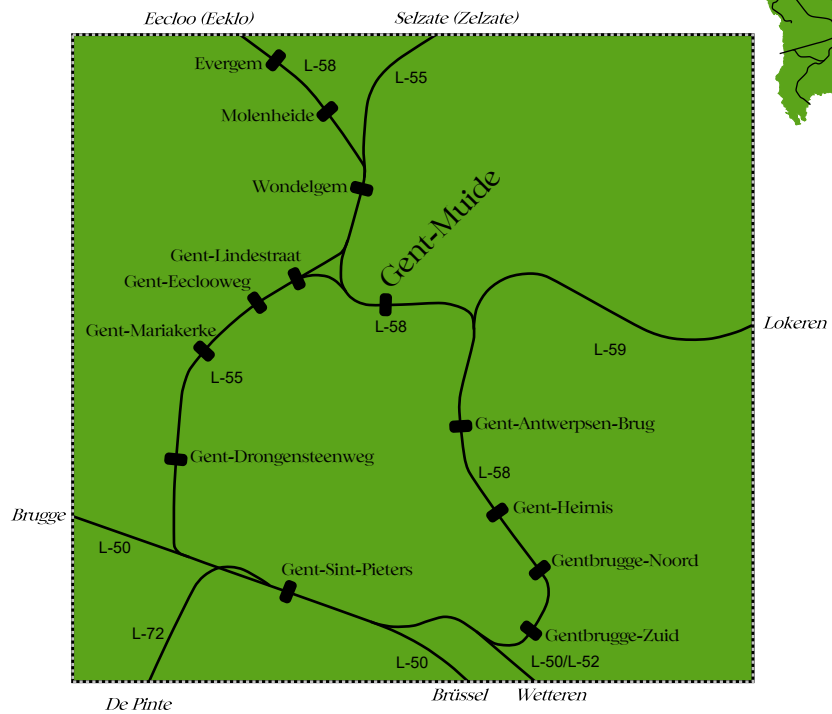 Eecloo (Eeklo)
Selzate (Zelzate)
Evergem
L-58
L-55
Molenheide
Wondelgem
Gent-Muide
Gent-Lindestraat
Gent-Eeclooweg
Gent-Mariakerke
L-58
Lokeren
L-59
L-55
Gent-Antwerpsen-Brug
Gent-Drongensteenweg
L-58
Gent-Heirnis
Brugge
L-50
Gentbrugge-Noord
Gent-Sint-Pieters
L-72
Gentbrugge-Zuid
L-50
L-50/L-52
De Pinte
Brüssel
Wetteren